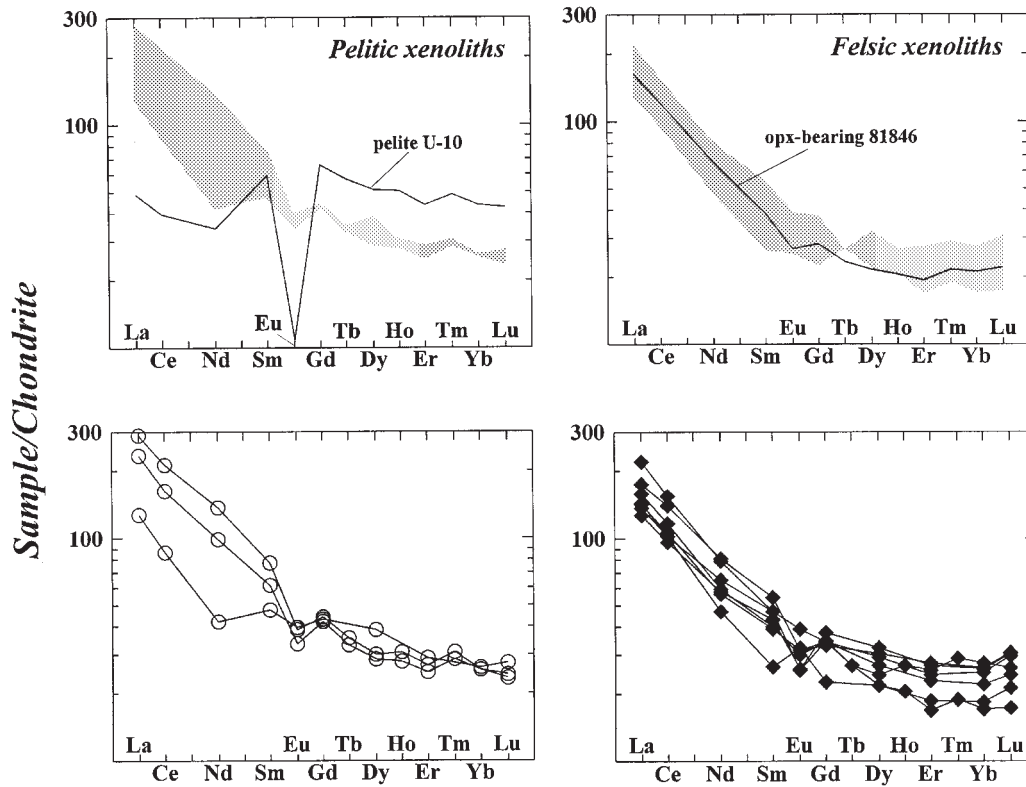 Sample/Chondrite
300
100
Pelitic xenoliths
pelite U-10
La Eu Tb Ho Tm Lu
Ce Nd Sm Gd Dy Er Yb
300
100
Felsic xenoliths
opx-bearing 81846
La Eu Tb Ho Tm Lu
Ce Nd Sm Gd Dy Er Yb
300
100
La Eu Tb Ho Tm Lu
Ce Nd Sm Gd Dy Er Yb
300
100
La Eu Tb Ho Tm Lu
Ce Nd Sm Gd Dy Er Yb